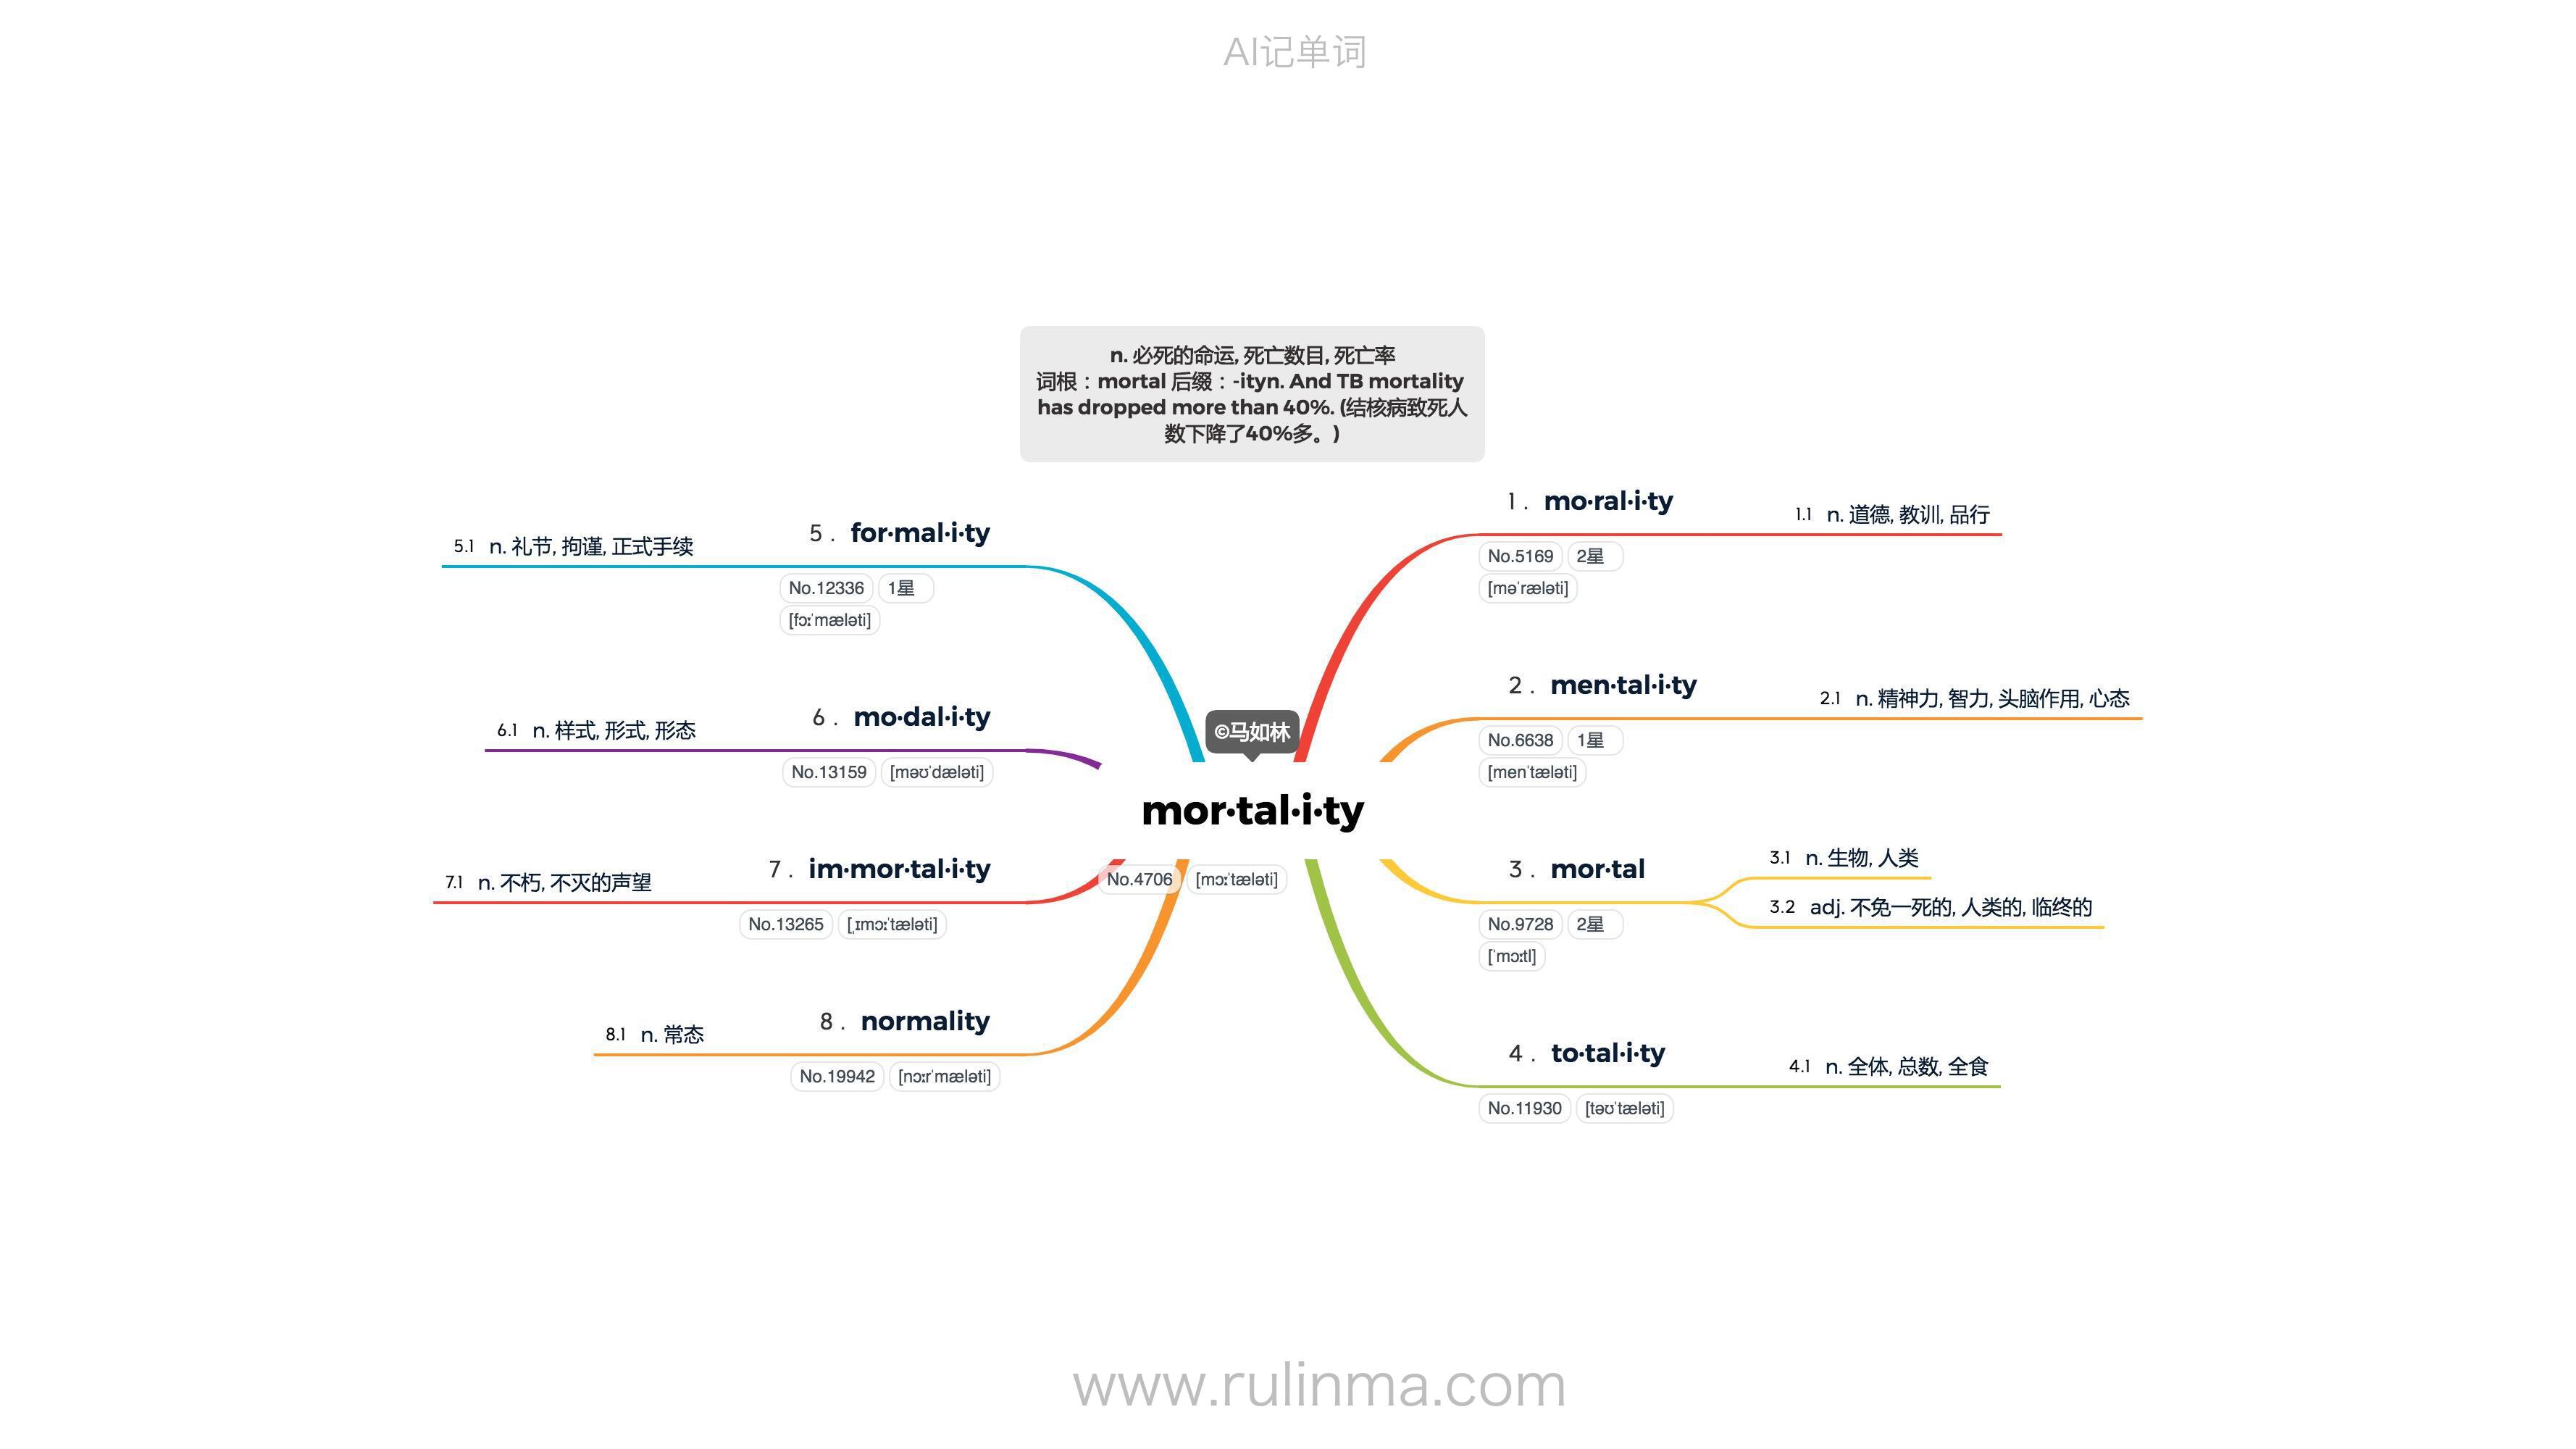 AI记单词
n. 必死的命运, 死亡数目, 死亡率
词根：mortal 后缀：-ityn. And TB mortality
has dropped more than 40%. (结核病致死人
数下降了40%多。)
1 . mo·ral·i·ty
1.1 n. 道德, 教训, 品行
No.5169 2星
[məˈræləti]
2 . men·tal·i·ty
2.1 n. 精神力, 智力, 头脑作用, 心态
No.6638 1星
[menˈtæləti]
3 . mor·tal
3.1 n. 生物, 人类
3.2 adj. 不免一死的, 人类的, 临终的
No.9728 2星
[ˈmɔːtl]
4 . to·tal·i·ty
4.1 n. 全体, 总数, 全食
No.11930 [təʊˈtæləti]
5 . for·mal·i·ty
5.1 n. 礼节, 拘谨, 正式手续
No.12336 1星
[fɔːˈmæləti]
6 . mo·dal·i·ty
6.1 n. 样式, 形式, 形态
No.13159 [məʊˈdæləti]
7 . im·mor·tal·i·ty
7.1 n. 不朽, 不灭的声望
No.13265 [ˌɪmɔːˈtæləti]
8 . normality
8.1 n. 常态
No.19942 [nɔːrˈmæləti]
©马如林
mor·tal·i·ty
No.4706 [mɔːˈtæləti]
www.rulinma.com